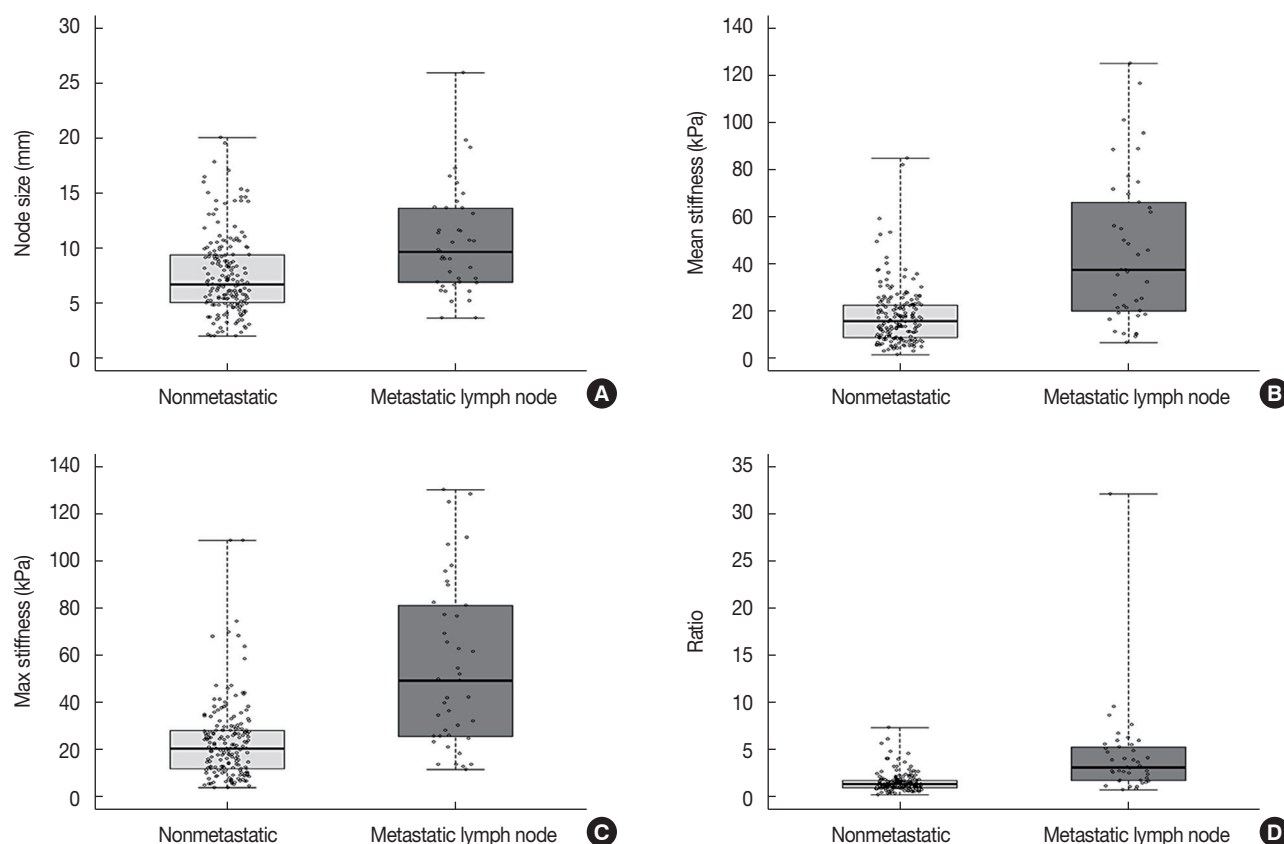 Node size (mm)
30
25
20
15
10
5
0
Nonmetastatic
Metastatic lymph node
A
Mean stiffness (kPa)
140
120
100
80
60
40
20
0
Nonmetastatic
Metastatic lymph node
B
Max stiffness (kPa)
140
120
100
80
60
40
20
0
Nonmetastatic
Metastatic lymph node
C
Ratio
35
30
25
20
15
10
5
0
Nonmetastatic
Metastatic lymph node
D